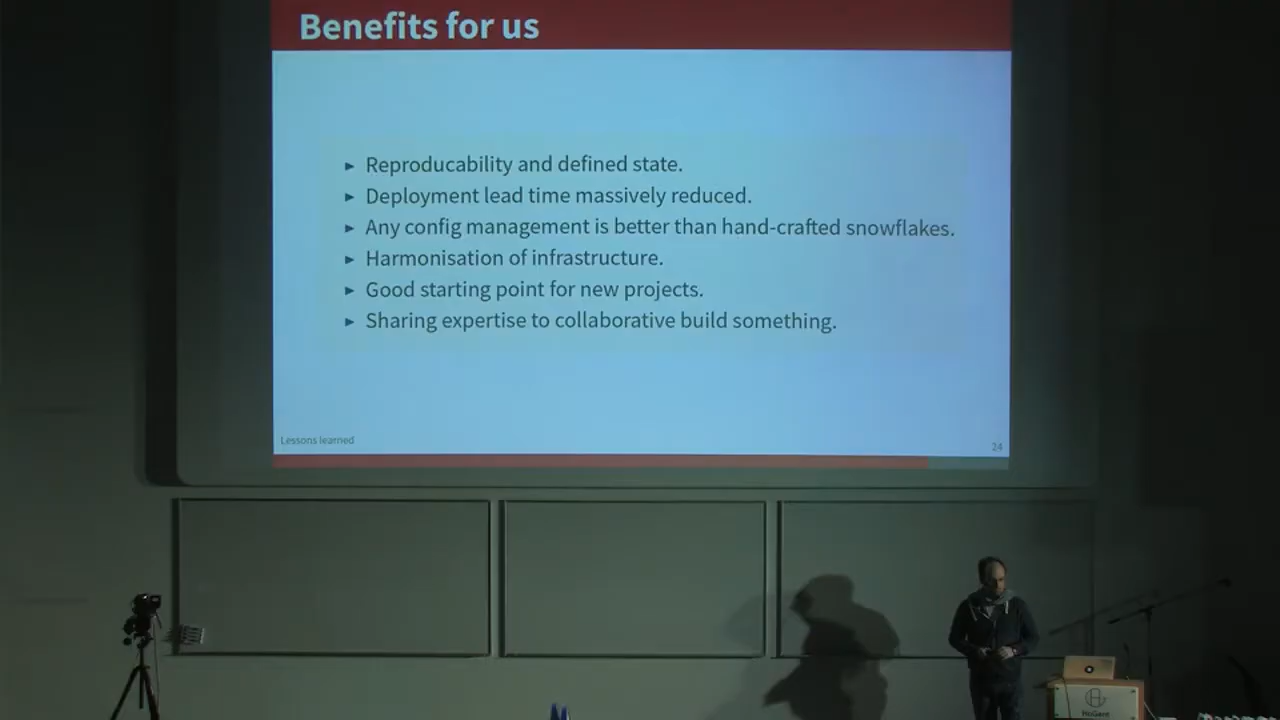 Benefits for us
► Reproducability and defined state.
► Deployment lead time massively reduced.
► Any config management is better than hand-crafted snowflakes.
► Harmonisation of infrastructure.
► Good starting point for new projects.
► Sharing expertise to collaborative build something.
Lessons learned
24
HoGent